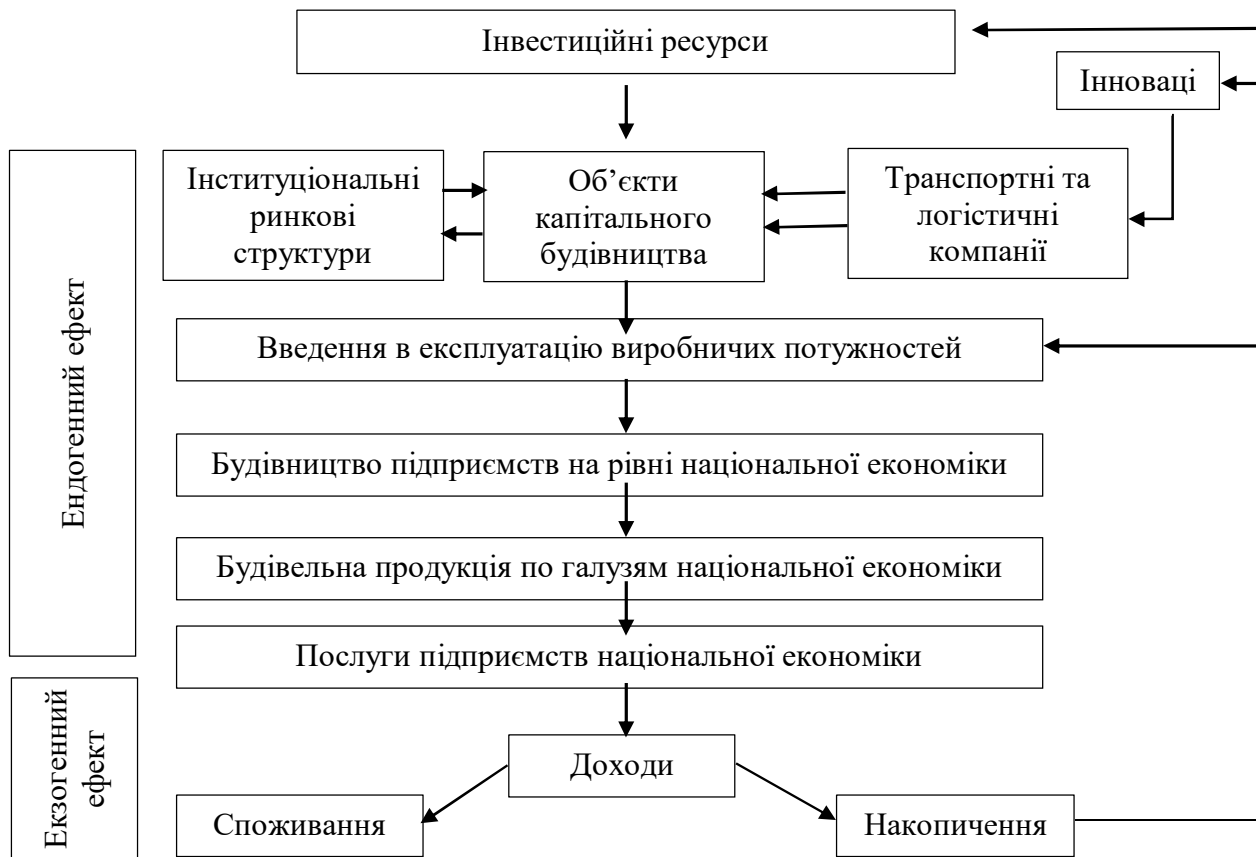 Інвестиційні ресурси
Інноваці
Інституціональні
ринкові
структури
Об’єкти
капітального
будівництва
Транспортні та
логістичні
компанії
Ендогенний ефект
Введення в експлуатацію виробничих потужностей
Будівництво підприємств на рівні національної економіки
Будівельна продукція по галузям національної економіки
Послуги підприємств національної економіки
Екзогенний
ефект
Доходи
Споживання
Накопичення